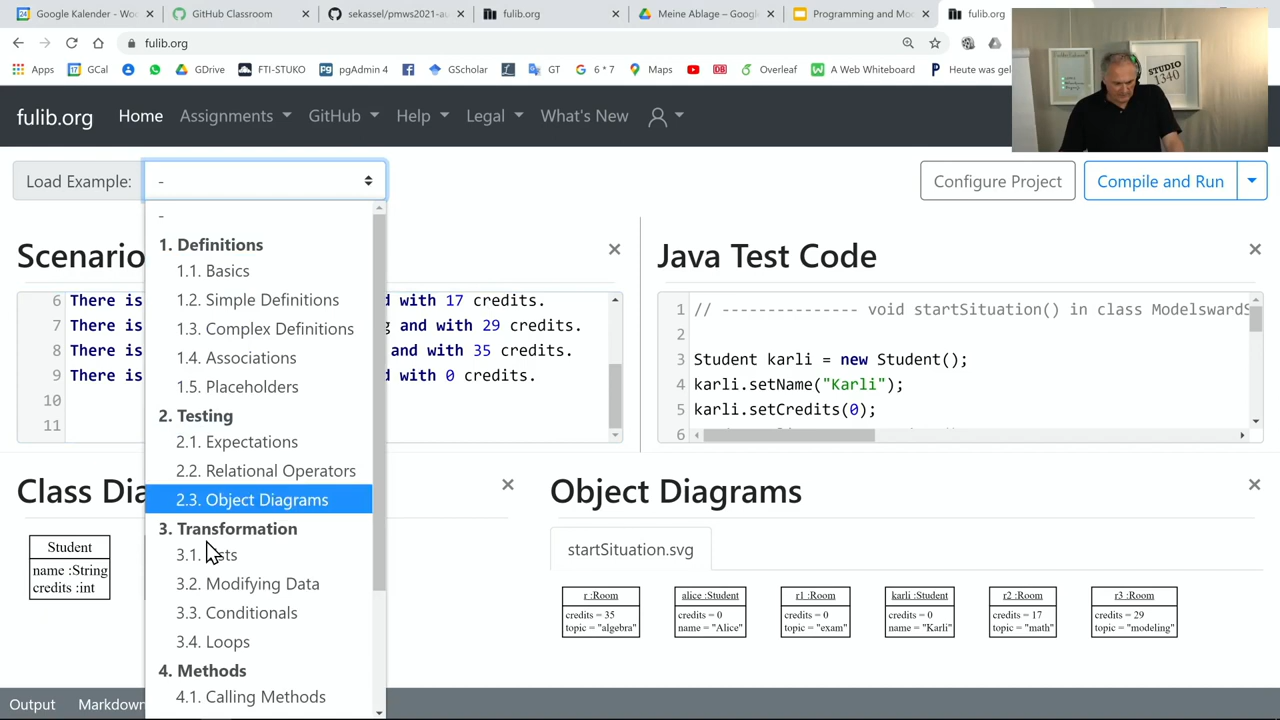 Google Kalender - Woc
GitHub Classroom
sekassel/pmws2021-au
fulib.org
Meine Ablage – Google
Programming and Mod
fulib.org
fulib.org
Apps
GCal
GDrive
FTI-STUKO
pgAdmin 4
GScholar
GT
6 * 7
Maps
Overleaf
A Web Whiteboard
Heute was gel
STUDIO
1340
fulib.org
Home
Assignments
GitHub
Help
Legal
What's New
Load Example:
-
Configure Project
Compile and Run
-
1. Definitions
1.1. Basics
1.2. Simple Definitions
1.3. Complex Definitions
1.4. Associations
1.5. Placeholders
2. Testing
2.1. Expectations
2.2. Relational Operators
2.3. Object Diagrams
3. Transformation
3.1.
3.2. Modifying Data
3.3. Conditionals
3.4. Loops
4. Methods
4.1. Calling Methods
Scenario
6 There is d with 17 credits.
7 There is g and with 29 credits.
8 There is and with 35 credits.
9 There is d with 0 credits.
10
11
Java Test Code
1 // --------------- void startSituation() in class ModelswardS
2
3 Student karli = new Student();
4 karli.setName("Karli");
5 karli.setCredits(0);
6
Class Dia
Student
name :String
credits :int
Object Diagrams
startSituation.svg
r :Room
credits = 35
topic = "algebra"
alice :Student
credits = 0
name = "Alice"
r1 :Room
credits = 0
topic = "exam"
karli :Student
credits = 0
name = "Karli"
r2 :Room
credits = 17
topic = "math"
r3 :Room
credits = 29
topic = "modeling"
Output
Markdown